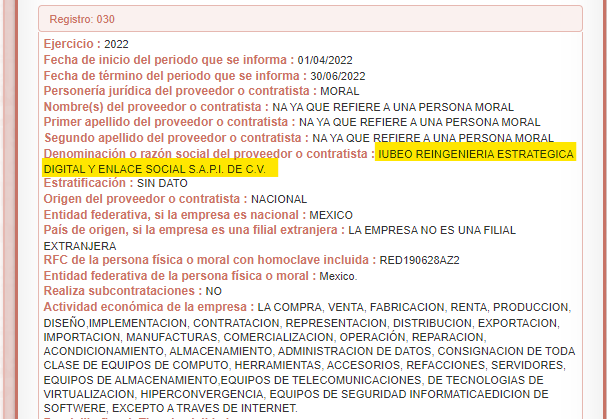 Registro: 030
Ejercicio : 2022
Fecha de inicio del periodo que se informa : 01/04/2022
Fecha de término del periodo que se informa : 30/06/2022
Personería jurídica del proveedor o contratista : MORAL
Nombre(s) del proveedor o contratista : NA YA QUE REFIERE A UNA PERSONA MORAL
Primer apellido del proveedor o contratista : NA YA QUE REFIERE A UNA PERSONA MORAL
Segundo apellido del proveedor o contratista : NA YA QUE REFIERE A UNA PERSONA MORAL
Denominación o razón social del proveedor o contratista : IUBEO REINGENIERIA ESTRATEGICA
DIGITAL Y ENLACE SOCIAL S.A.P.I. DE C.V.
Estratificación : SIN DATO
Origen del proveedor o contratista : NACIONAL
Entidad federativa, si la empresa es nacional : MEXICO
País de origen, si la empresa es una filial extranjera : LA EMPRESA NO ES UNA FILIAL
EXTRANJERA
RFC de la persona física o moral con homoclave incluida : RED190628AZ2
Entidad federativa de la persona física o moral : Mexico.
Realiza subcontrataciones : NO
Actividad económica de la empresa : LA COMPRA, VENTA, FABRICACION, RENTA, PRODUCCION,
DISEÑO,IMPLEMENTACION, CONTRATACION, REPRESENTACION, DISTRIBUCION, EXPORTACION,
IMPORTACION, MANUFACTURAS, COMERCIALIZACION, OPERACIÓN, REPARACION,
ACONDICIONAMIENTO, ALMACENAMIENTO, ADMINISTRACION DE DATOS, CONSIGNACION DE TODA
CLASE DE EQUIPOS DE COMPUTO, HERRAMIENTAS, ACCESORIOS, REFACCIONES, SERVIDORES,
EQUIPOS DE ALMACENAMIENTO,EQUIPOS DE TELECOMUNICACIONES, DE TECNOLOGIAS DE
VIRTUALIZACION, HIPERCONVERGENCIA, EQUIPOS DE SEGURIDAD INFORMATICAEDICION DE
SOFTWERE, EXCEPTO A TRAVES DE INTERNET.